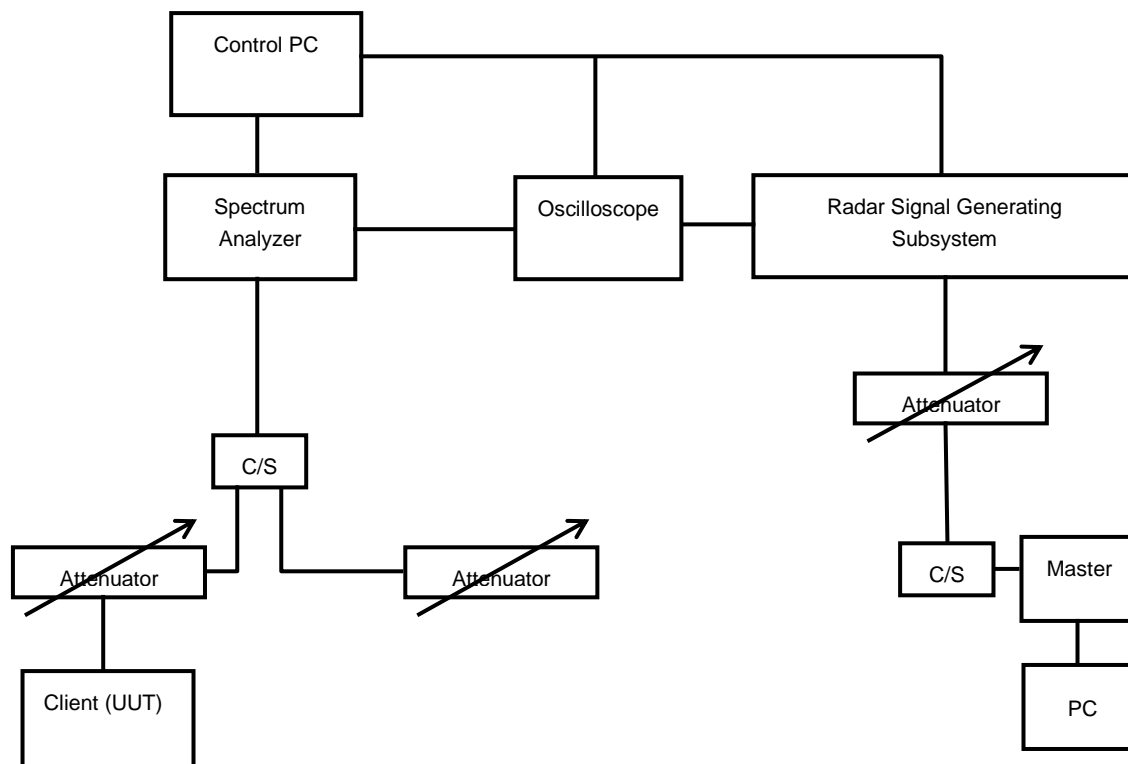 Control PC
Spectrum
Analyzer
Oscilloscope
Radar Signal Generating
Subsystem
Attenuator
C/S
Attenuator
Attenuator
C/S
Master
Client (UUT)
PC